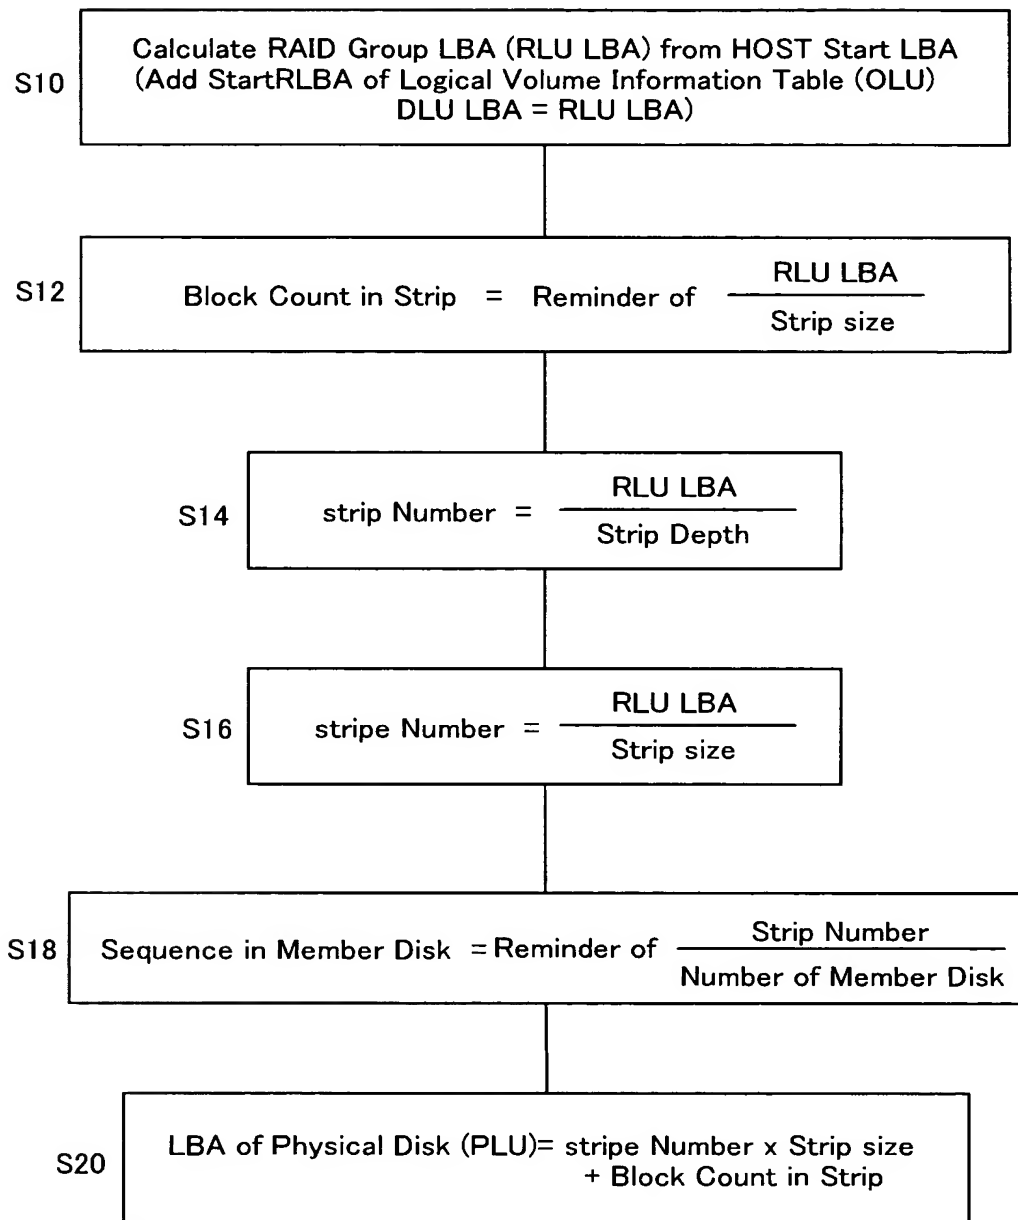 S10
Calculate RAID Group LBA (RLU LBA) from HOST Start LBA
(Add StartRLBA of Logical Volume Information Table (OLU)
DLU LBA = RLU LBA)
S12
Block Count in Strip = Reminder of
RLU LBA
Strip size
S14
strip Number =
RLU LBA
Strip Depth
S16
stripe Number =
RLU LBA
Strip size
S18
Sequence in Member Disk = Reminder of
Strip Number
Number of Member Disk
S20
LBA of Physical Disk (PLU)= stripe Number x Strip size
+ Block Count in Strip